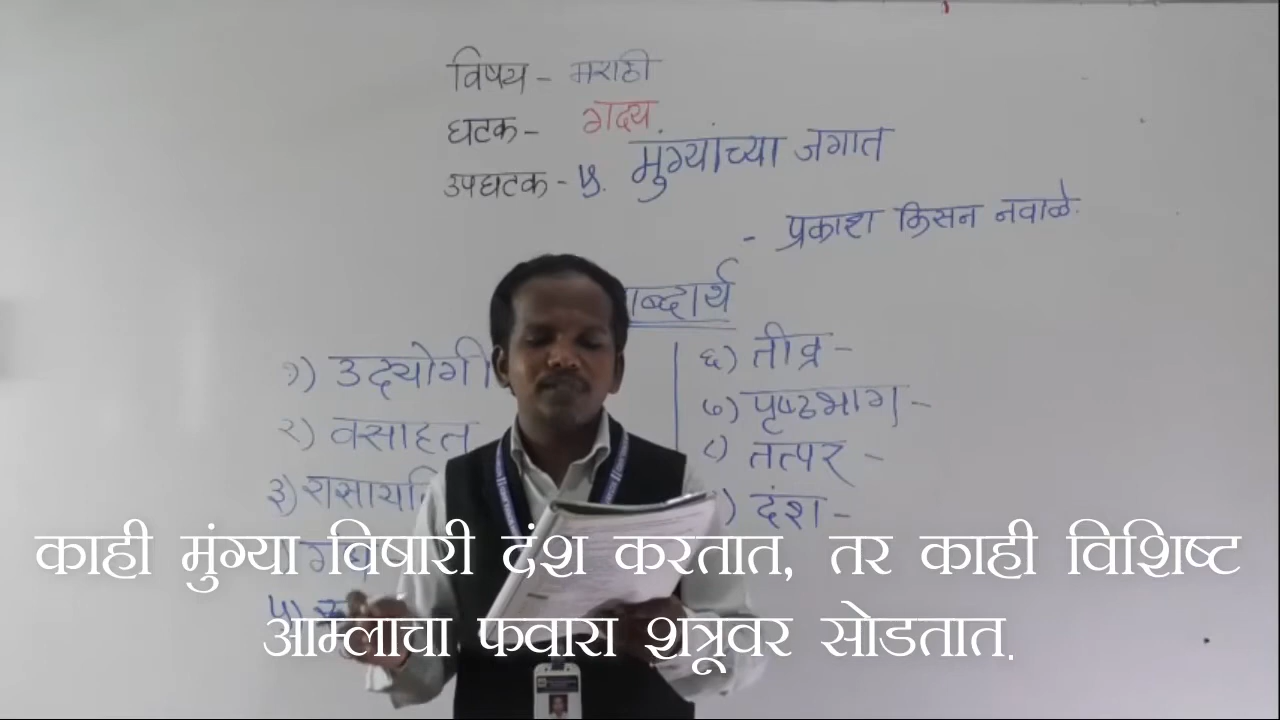 विषय - मराठी
घटक - गद्य
उपघटक - ५. मुंग्यांच्या जगात
- प्रकाश किसन नवाळे.
शब्दार्थ
१) उद्योगी
२) वसाहत
३)
गंध
५)
६) तीव्र -
७) पृष्ठभाग -
८) तत्पर -
) दंश -
काही मुंग्या विषारी दंश करतात, तर काही विशिष्ट
आम्लाचा फवारा शत्रूवर सोडतात.